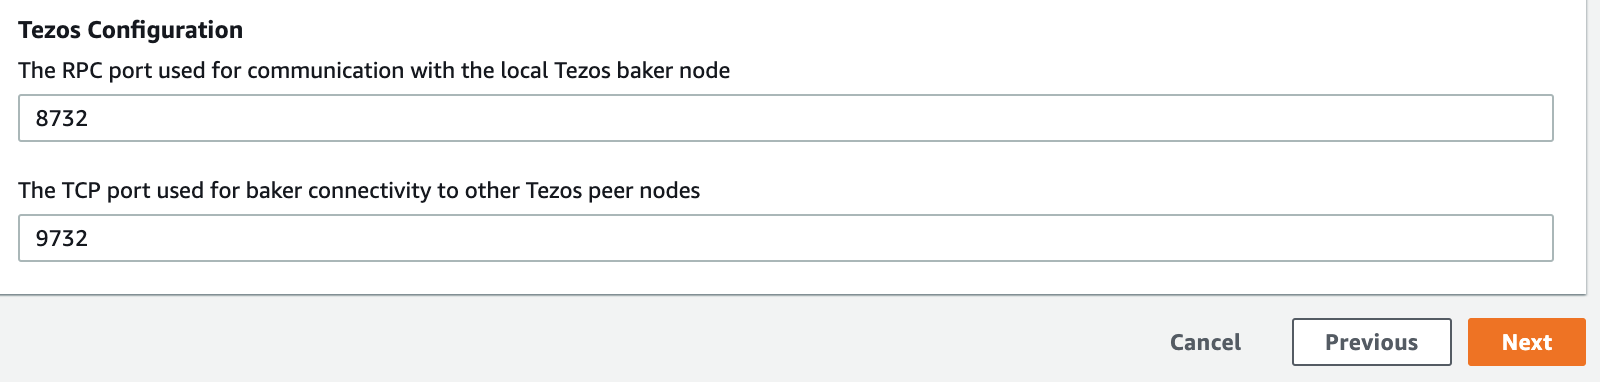 Tezos Configuration
The RPC port used for communication with the local Tezos baker node
8732
The TCP port used for baker connectivity to other Tezos peer nodes
9732
Cancel
Previous
Next